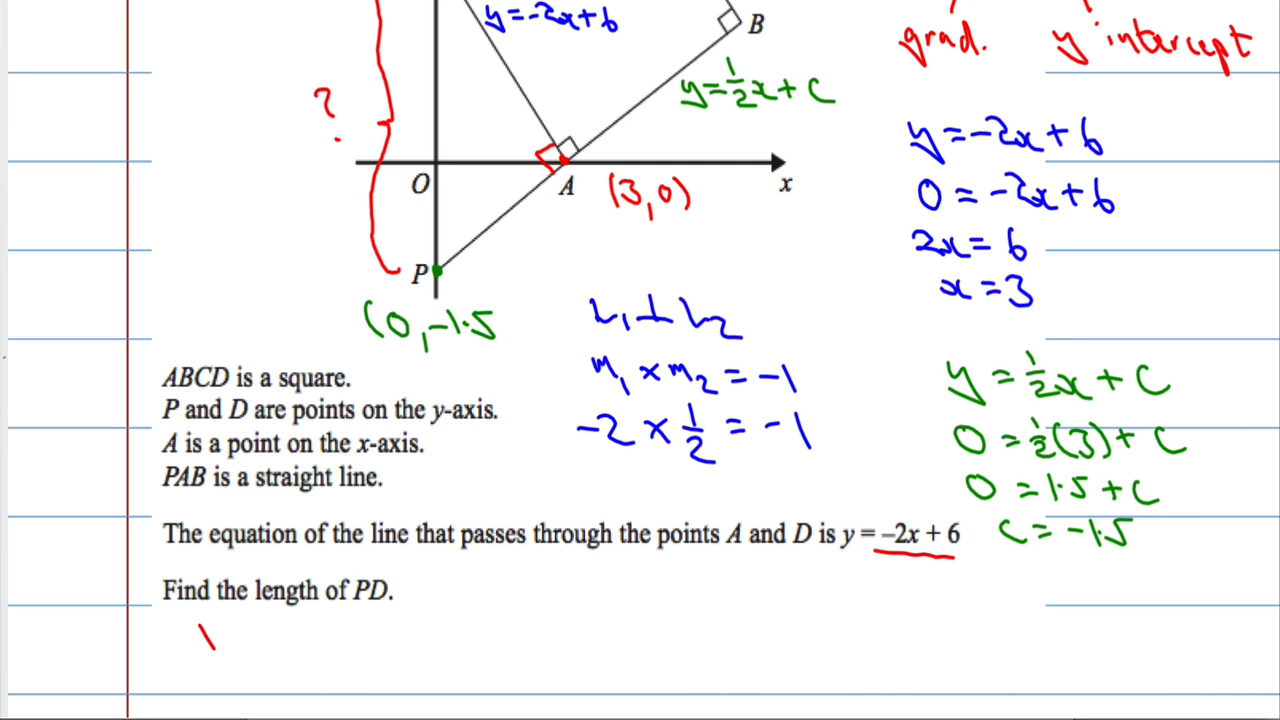 y=-2x+6
B
grad. y intercept
y=½x+c
?
O
A
(3,0)
x
P
(0,-1.5
y=-2x+6
0=-2x+6
2x=6
x=3
L₁⊥L₂
m₁×m₂=-1
-2×½=-1
y=½x+c
0=½(3)+c
0=1.5+c
c=-1.5
ABCD is a square.
P and D are points on the y-axis.
A is a point on the x-axis.
PAB is a straight line.
The equation of the line that passes through the points A and D is y = –2x + 6
Find the length of PD.